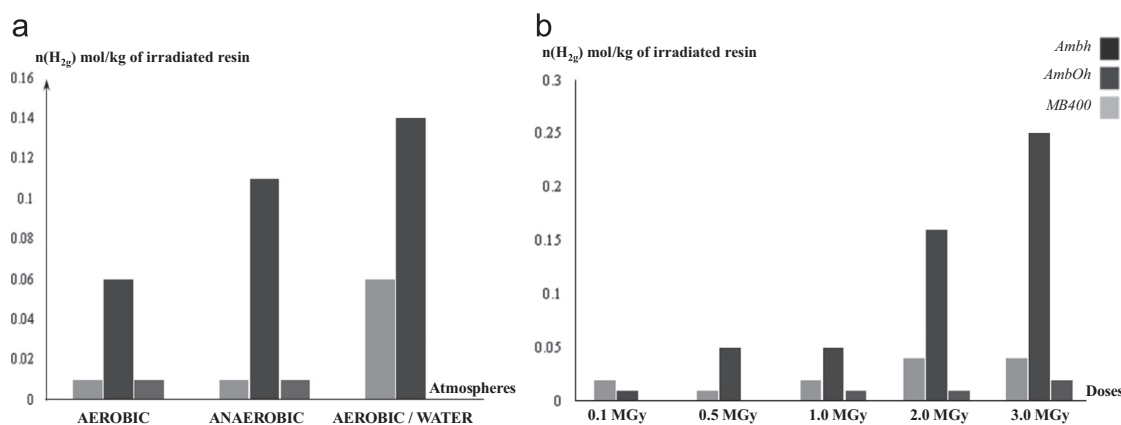 a
n(H2g) mol/kg of irradiated resin
0.16
0.14
0.12
0.1
0.08
0.06
0.04
0.02
0
Atmospheres
AEROBIC ANAEROBIC AEROBIC / WATER
b
n(H2g) mol/kg of irradiated resin
0.3
0.25
0.2
0.15
0.1
0.05
0
Doses
0.1 MGy 0.5 MGy 1.0 MGy 2.0 MGy 3.0 MGy
Ambh
AmbOh
MB400